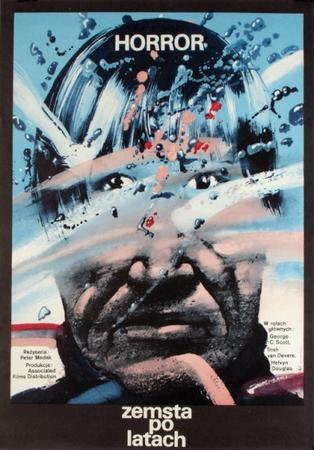 HORROR
Reżyseria:
Peter Medak
Produkcja:
Associated
Films Distribution
W rolach
głównych:
George
C. Scott,
Trish
van Devere,
Melvyn
Douglas
zemsta
po
latach